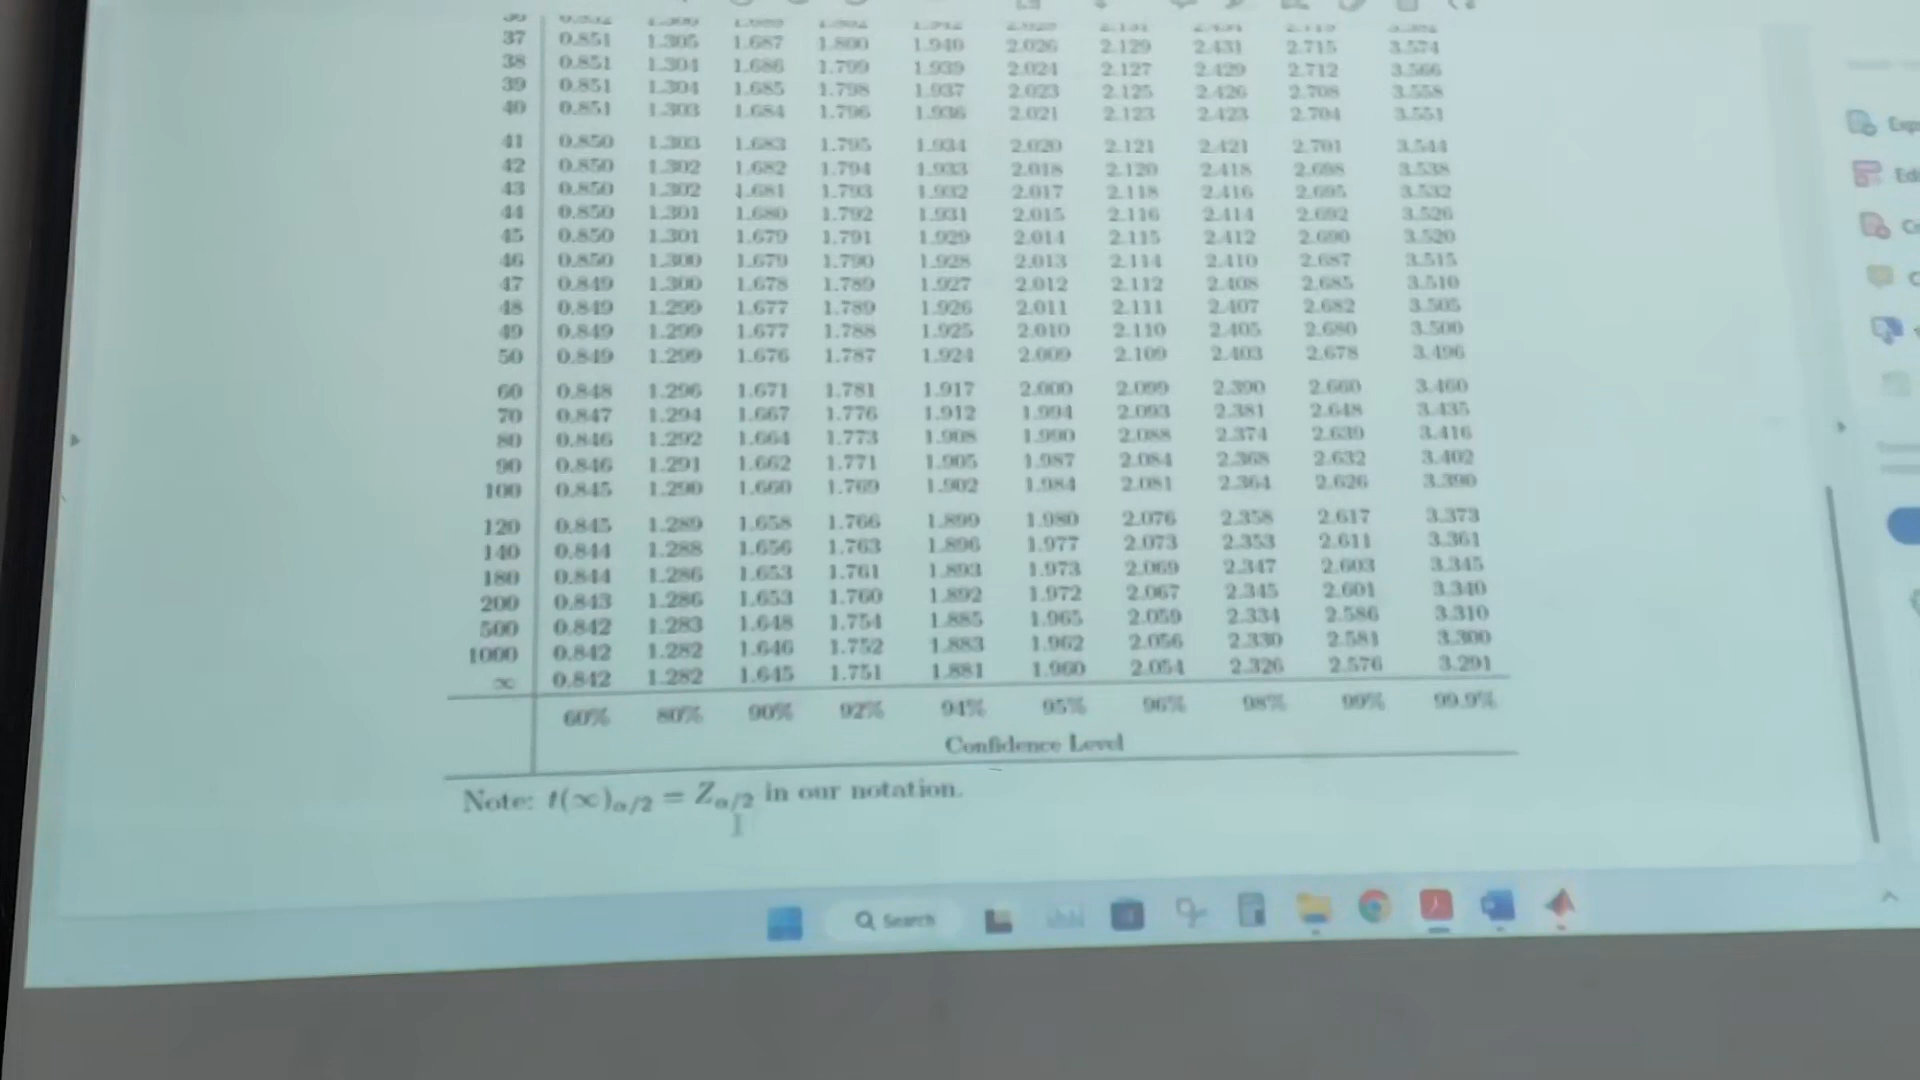 37 0.851 1.305 1.687 1.800 1.940 2.026 2.129 2.431 2.715 3.574
38 0.851 1.304 1.686 1.799 1.939 2.024 2.127 2.429 2.712 3.566
39 0.851 1.304 1.685 1.798 1.937 2.023 2.125 2.426 2.708 3.558
40 0.851 1.303 1.684 1.796 1.936 2.021 2.123 2.423 2.704 3.551
41 0.850 1.303 1.683 1.795 1.934 2.020 2.121 2.421 2.701 3.544
42 0.850 1.302 1.682 1.794 1.933 2.018 2.120 2.418 2.698 3.538
43 0.850 1.302 1.681 1.793 1.932 2.017 2.118 2.416 2.695 3.532
44 0.850 1.301 1.680 1.792 1.931 2.015 2.116 2.414 2.692 3.526
45 0.850 1.301 1.679 1.791 1.929 2.014 2.115 2.412 2.690 3.520
46 0.850 1.300 1.679 1.790 1.928 2.013 2.114 2.410 2.687 3.515
47 0.849 1.300 1.678 1.789 1.927 2.012 2.112 2.408 2.685 3.510
48 0.849 1.299 1.677 1.789 1.926 2.011 2.111 2.407 2.682 3.505
49 0.849 1.299 1.677 1.788 1.925 2.010 2.110 2.405 2.680 3.500
50 0.849 1.299 1.676 1.787 1.924 2.009 2.109 2.403 2.678 3.496
60 0.848 1.296 1.671 1.781 1.917 2.000 2.099 2.390 2.660 3.460
70 0.847 1.294 1.667 1.776 1.912 1.994 2.093 2.381 2.648 3.435
80 0.846 1.292 1.664 1.773 1.908 1.990 2.088 2.374 2.639 3.416
90 0.846 1.291 1.662 1.771 1.905 1.987 2.084 2.368 2.632 3.402
100 0.845 1.290 1.660 1.769 1.902 1.984 2.081 2.364 2.626 3.390
120 0.845 1.289 1.658 1.766 1.899 1.980 2.076 2.358 2.617 3.373
140 0.844 1.288 1.656 1.763 1.896 1.977 2.073 2.353 2.611 3.361
180 0.844 1.286 1.653 1.761 1.893 1.973 2.069 2.347 2.603 3.345
200 0.843 1.286 1.653 1.760 1.892 1.972 2.067 2.345 2.601 3.340
500 0.842 1.283 1.648 1.754 1.885 1.965 2.059 2.334 2.586 3.310
1000 0.842 1.282 1.646 1.752 1.883 1.962 2.056 2.330 2.581 3.300
∞ 0.842 1.282 1.645 1.751 1.881 1.960 2.054 2.326 2.576 3.291
60% 80% 90% 92% 94% 95% 96% 98% 99% 99.9%
Confidence Level
Note: t(∞)α/2 = Zα/2 in our notation.
Search